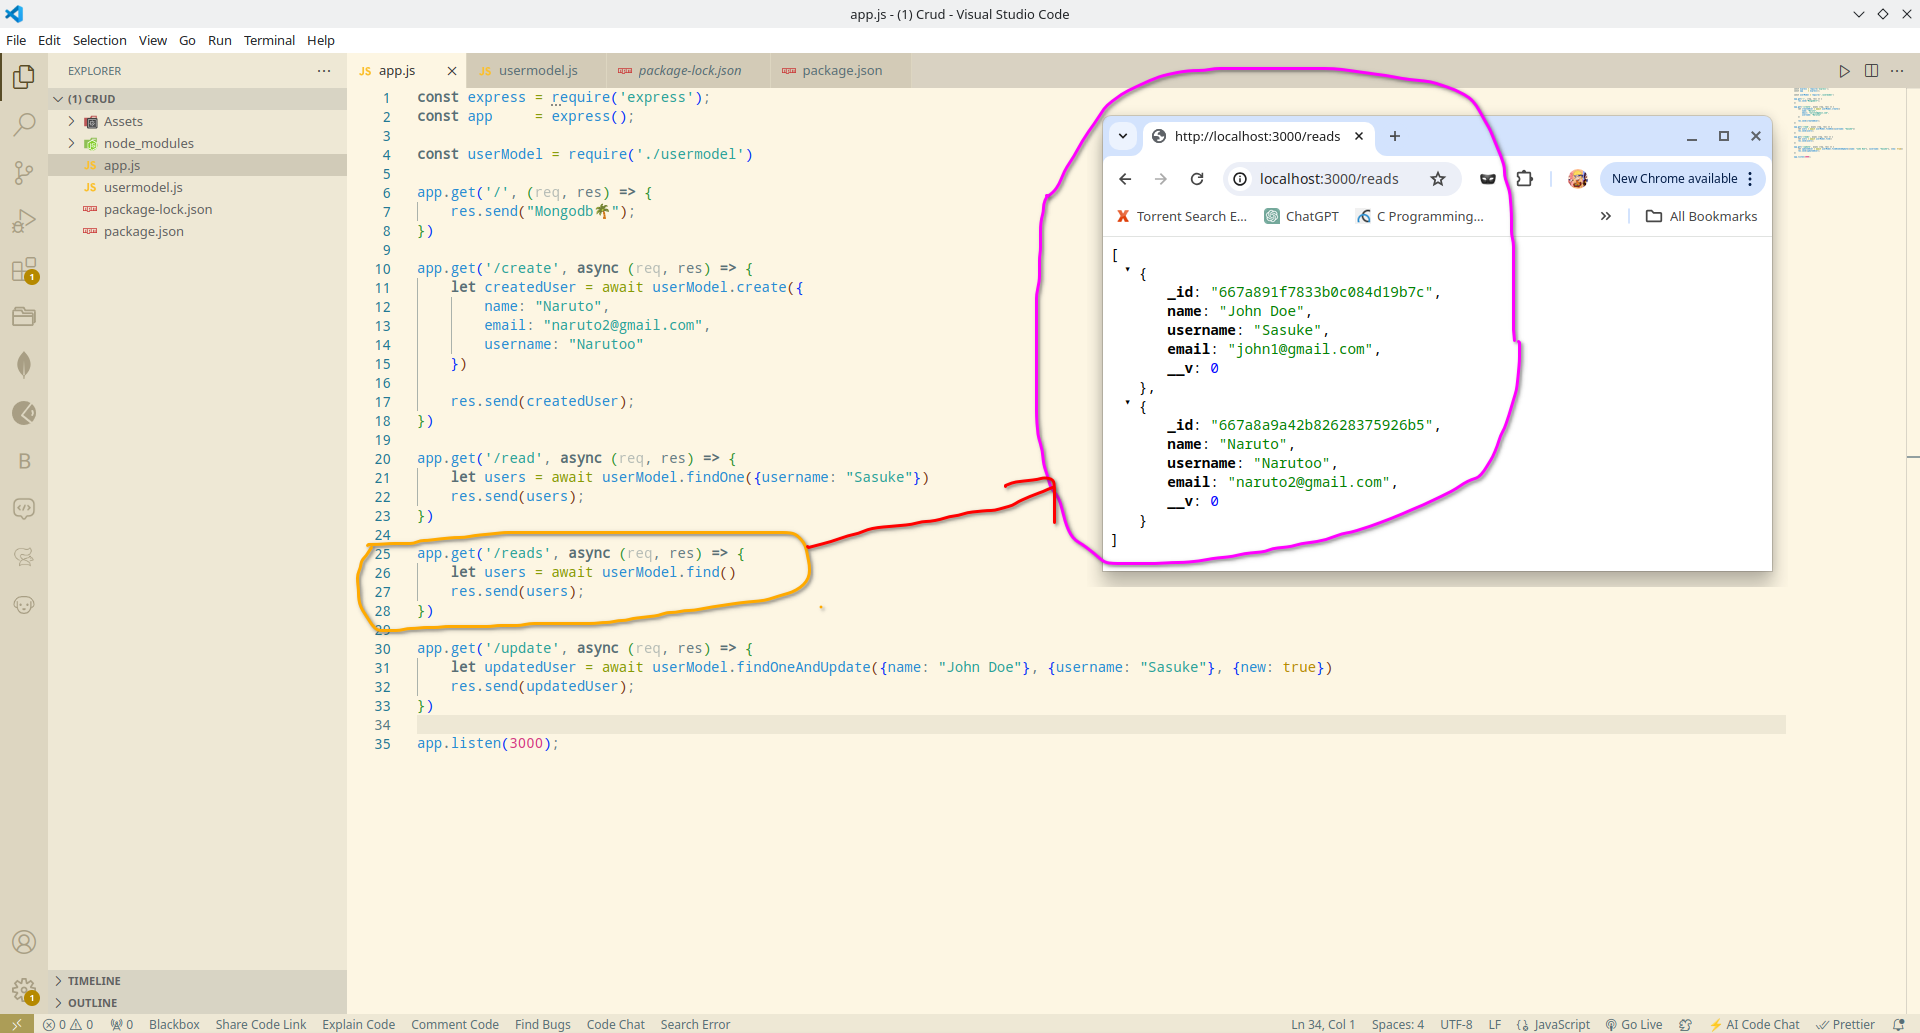 app.js - (1) Crud - Visual Studio Code
File Edit Selection View Go Run Terminal Help
EXPLORER
(1) CRUD
Assets
node_modules
JS app.js
JS usermodel.js
package-lock.json
package.json
TIMELINE
OUTLINE
JS app.js
JS usermodel.js
package-lock.json
package.json
1 const express = require('express');
2 const app     = express();
3
4 const userModel = require('./usermodel')
5
6 app.get('/', (req, res) => {
7     res.send("Mongodb🌴");
8 })
9
10 app.get('/create', async (req, res) => {
11     let createdUser = await userModel.create({
12         name: "Naruto",
13         email: "naruto2@gmail.com",
14         username: "Narutoo"
15     })
16
17     res.send(createdUser);
18 })
19
20 app.get('/read', async (req, res) => {
21     let users = await userModel.findOne({username: "Sasuke"})
22     res.send(users);
23 })
24
25 app.get('/reads', async (req, res) => {
26     let users = await userModel.find()
27     res.send(users);
28 })
29
30 app.get('/update', async (req, res) => {
31     let updatedUser = await userModel.findOneAndUpdate({name: "John Doe"}, {username: "Sasuke"}, {new: true})
32     res.send(updatedUser);
33 })
34
35 app.listen(3000);
http://localhost:3000/reads
localhost:3000/reads
New Chrome available
Torrent Search E...
ChatGPT
C Programming...
All Bookmarks
[
{
_id: "667a891f7833b0c084d19b7c",
name: "John Doe",
username: "Sasuke",
email: "john1@gmail.com",
__v: 0
},
{
_id: "667a8a9a42b82628375926b5",
name: "Naruto",
username: "Narutoo",
email: "naruto2@gmail.com",
__v: 0
}
]
1
B
1
0 0 0 Blackbox Share Code Link Explain Code Comment Code Find Bugs Code Chat Search Error
Ln 34, Col 1 Spaces: 4 UTF-8 LF {} JavaScript Go Live AI Code Chat Prettier